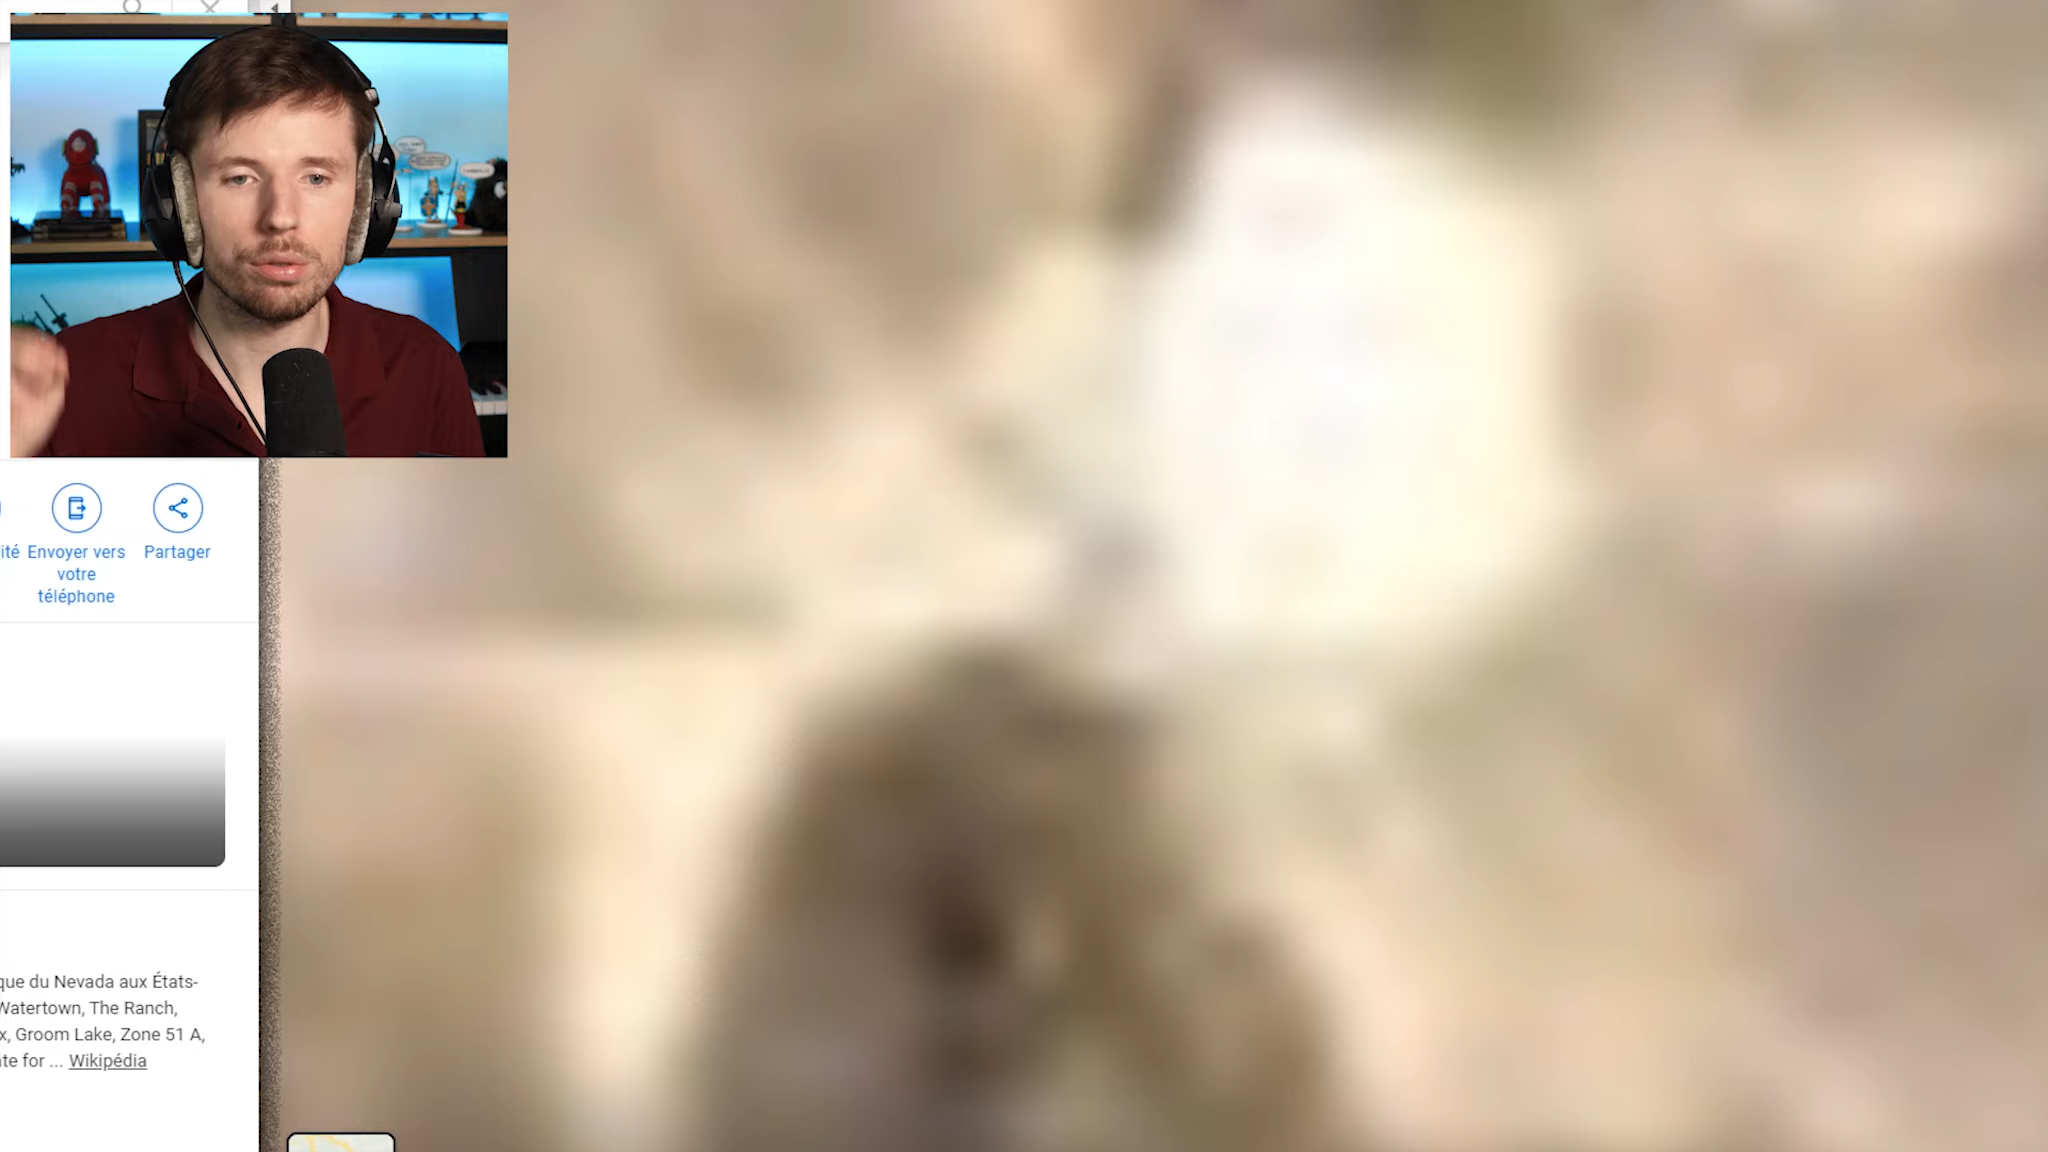 ité Envoyer vers
votre
téléphone
Partager
que du Nevada aux États-
Watertown, The Ranch,
x, Groom Lake, Zone 51 A,
te for ... Wikipédia